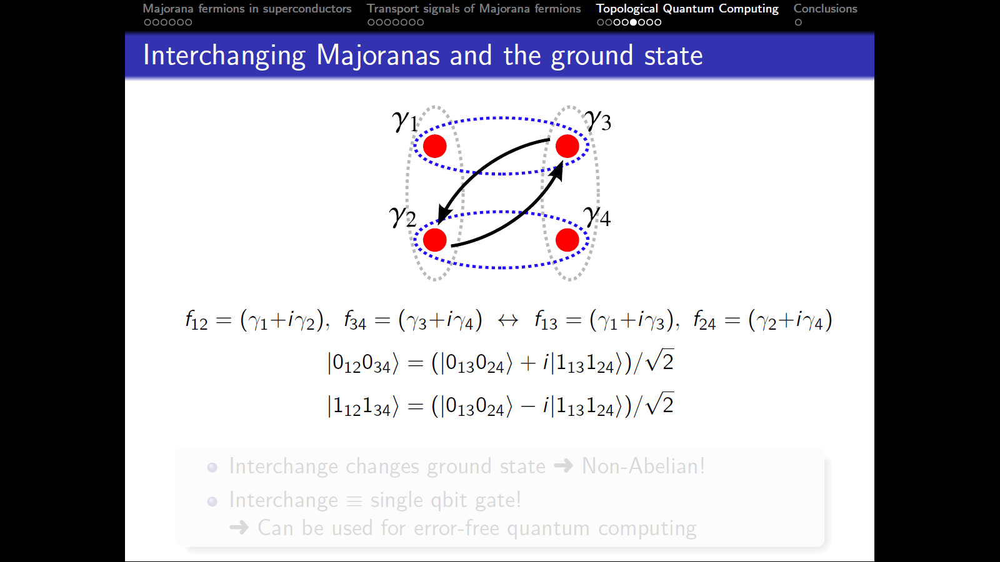 Majorana fermions in superconductors Transport signals of Majorana fermions Topological Quantum Computing Conclusions
Interchanging Majoranas and the ground state
γ₁ γ₃
γ₂ γ₄
f₁₂ = (γ₁+iγ₂), f₃₄ = (γ₃+iγ₄) ↔ f₁₃ = (γ₁+iγ₃), f₂₄ = (γ₂+iγ₄)
|0₁₂0₃₄⟩ = (|0₁₃0₂₄⟩ + i|1₁₃1₂₄⟩)/√2
|1₁₂1₃₄⟩ = (|0₁₃0₂₄⟩ − i|1₁₃1₂₄⟩)/√2
Interchange changes ground state ➜ Non-Abelian!
Interchange ≡ single qbit gate!
➜ Can be used for error-free quantum computing